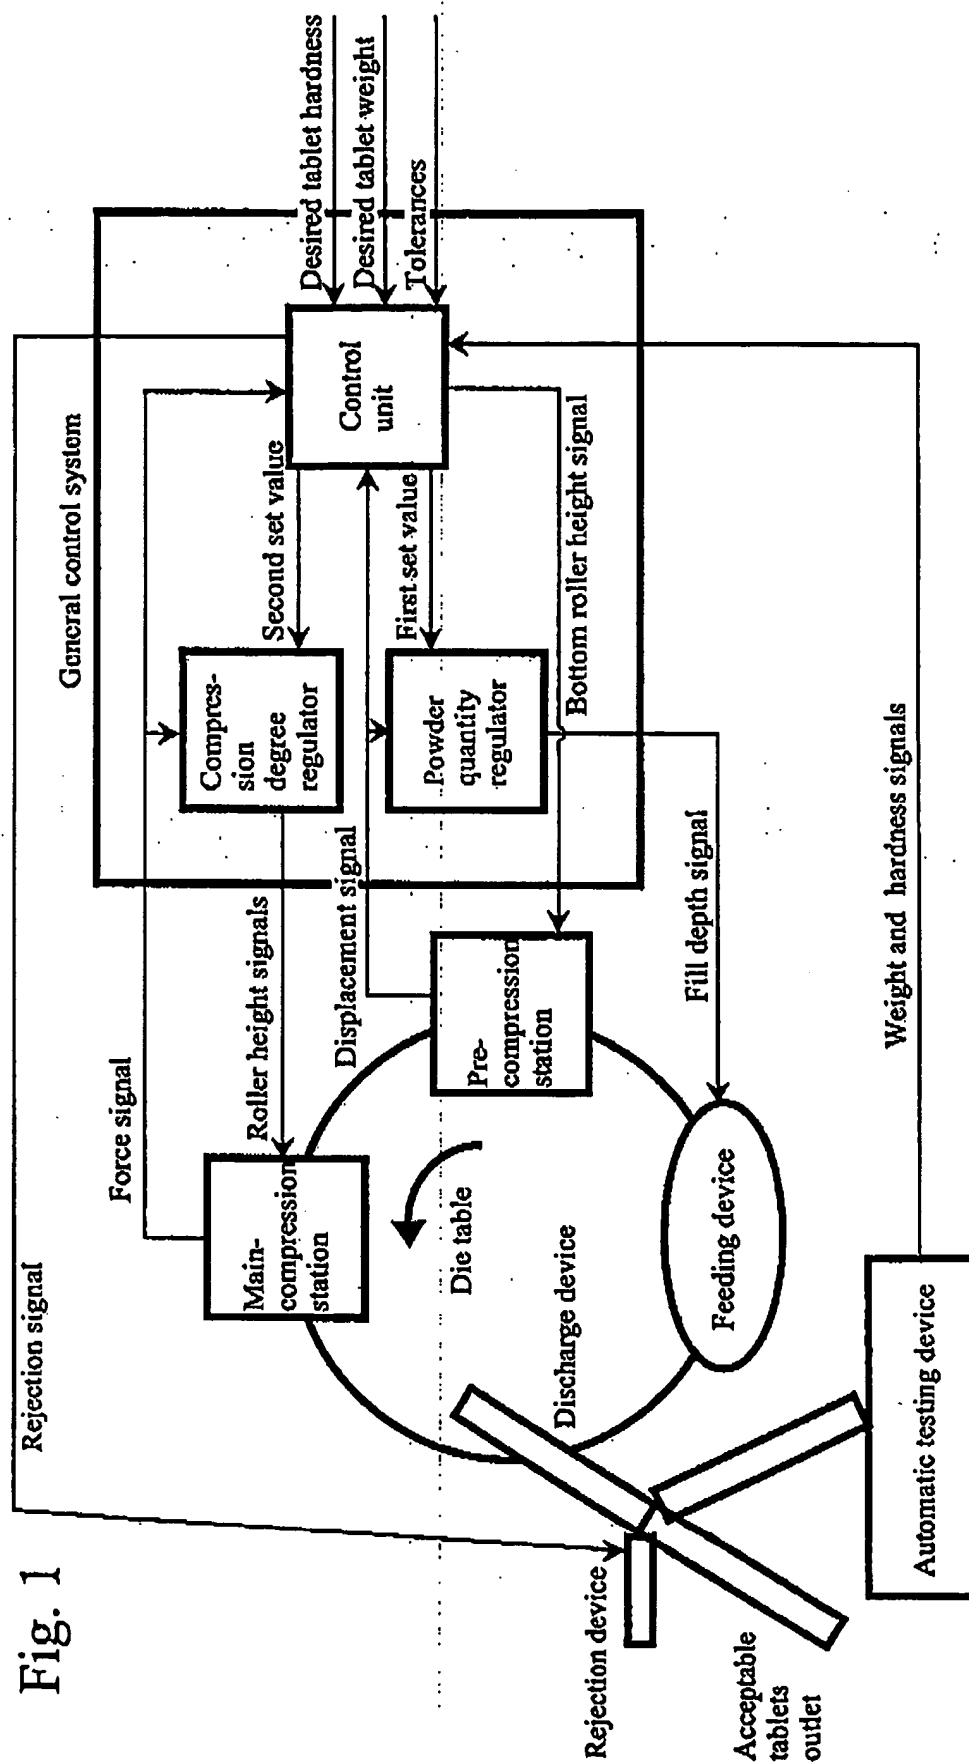 Fig. 1
Rejection signal
Force signal
General control system
Desired tablet hardness
Desired tablet weight
Tolerances
Control
unit
Second set value
First set value
Compres-
sion
degree
regulator
Powder
quantity
regulator
Roller height signals
Displacement signal
Bottom roller height signal
Main-
compression
station
Pre-
compression
station
Die table
Discharge device
Feeding device
Fill depth signal
Weight and hardness signals
Rejection device
Acceptable
tablets
outlet
Automatic testing device